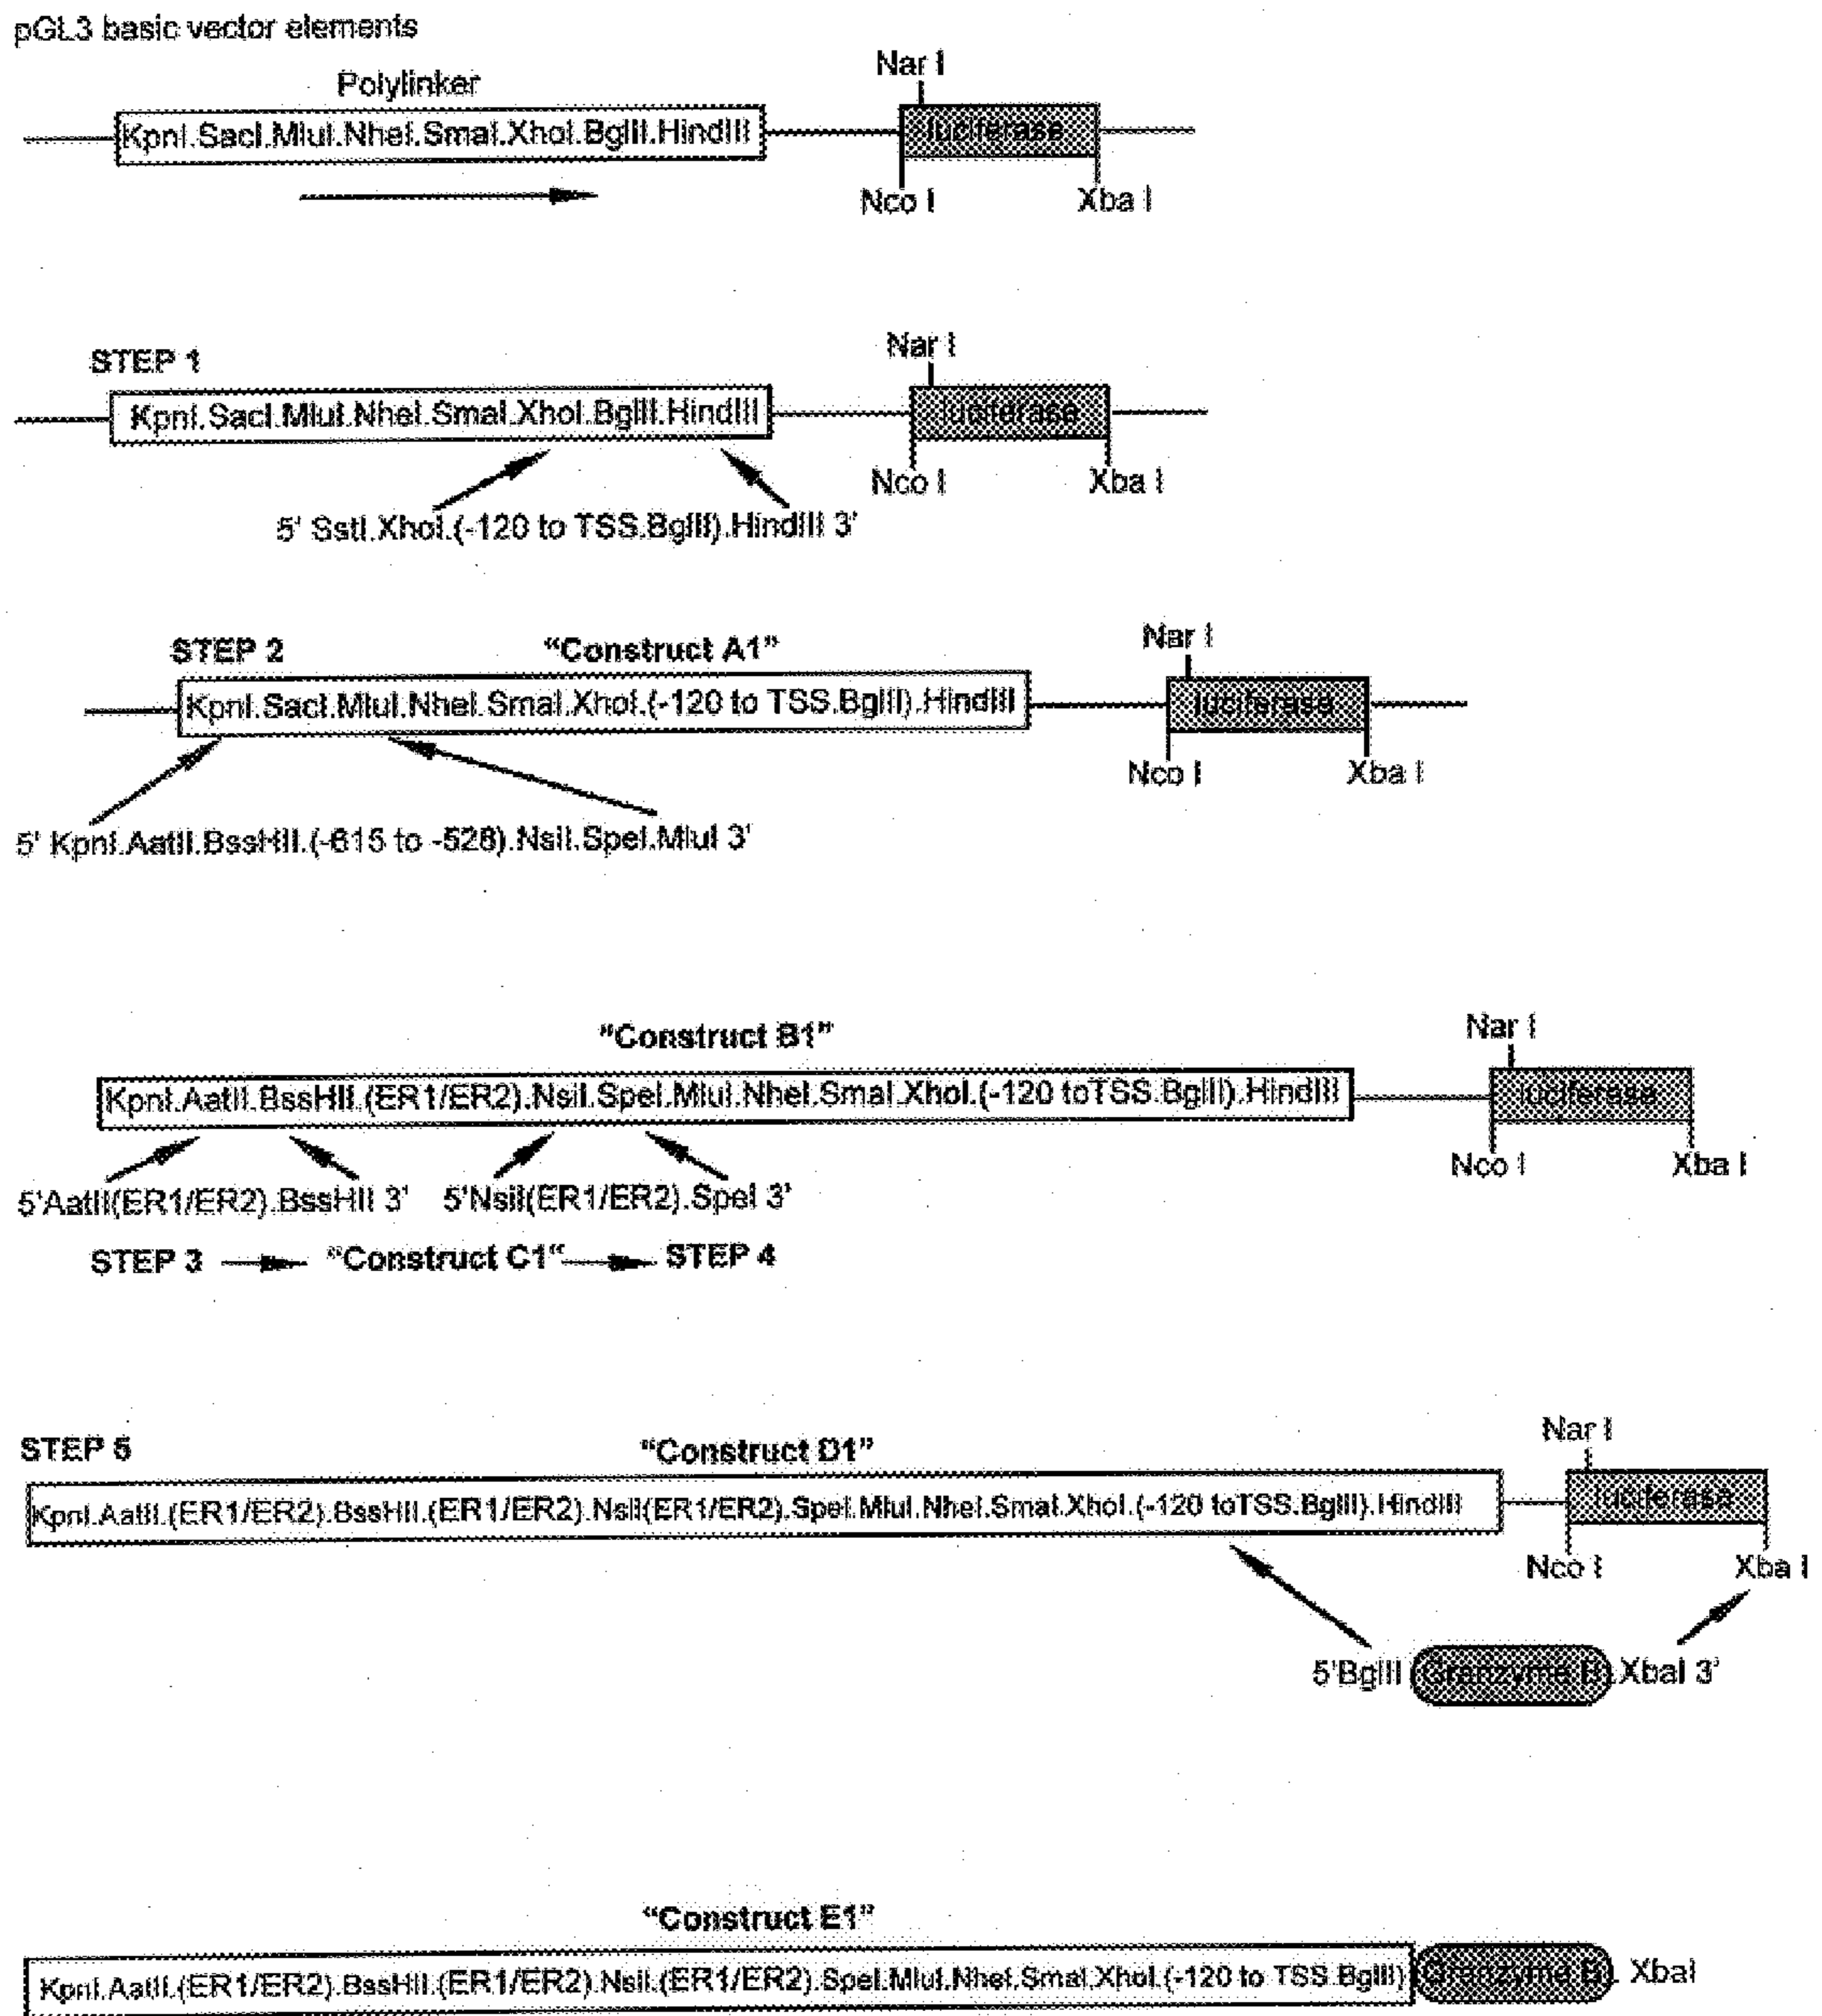 pGL3 basic vector elements
Polylinker
Nar I
KpnI.SacI.MluI.NheI.SmaI.XhoI.BglII.HindIII
luciferase
Nco I
Xba I
STEP 1
Nar I
KpnI.SacI.MluI.NheI.SmaI.XhoI.BglII.HindIII
luciferase
Nco I
Xba I
5' SstI.XhoI.(-120 to TSS.BglII).HindIII 3'
STEP 2
“Construct A1”
Nar I
KpnI.SacI.MluI.NheI.SmaI.XhoI.(-120 to TSS.BglII).HindIII
luciferase
Nco I
Xba I
5' KpnI.AatII.BssHII.(-615 to -528).NsiI.SpeI.MluI 3'
“Construct B1”
Nar I
KpnI.AatII.BssHII.(ER1/ER2).NsiI.SpeI.MluI.NheI.SmaI.XhoI.(-120 toTSS.BglII).HindIII
luciferase
Nco I
Xba I
5'AatII(ER1/ER2).BssHII 3'
5'NsiI(ER1/ER2).SpeI 3'
STEP 3
“Construct C1“
STEP 4
STEP 5
“Construct D1”
Nar I
KpnI.AatII.(ER1/ER2).BssHII.(ER1/ER2).NsiI(ER1/ER2).SpeI.MluI.NheI.SmaI.XhoI.(-120 toTSS.BglII).HindIII
luciferase
Nco I
Xba I
5'BglII (Granzyme B).XbaI 3'
“Construct E1”
KpnI.AatII.(ER1/ER2).BssHII.(ER1/ER2).NsiI.(ER1/ER2).SpeI.MluI.NheI.SmaI.XhoI.(-120 to TSS.BglII)
(Granzyme B). XbaI